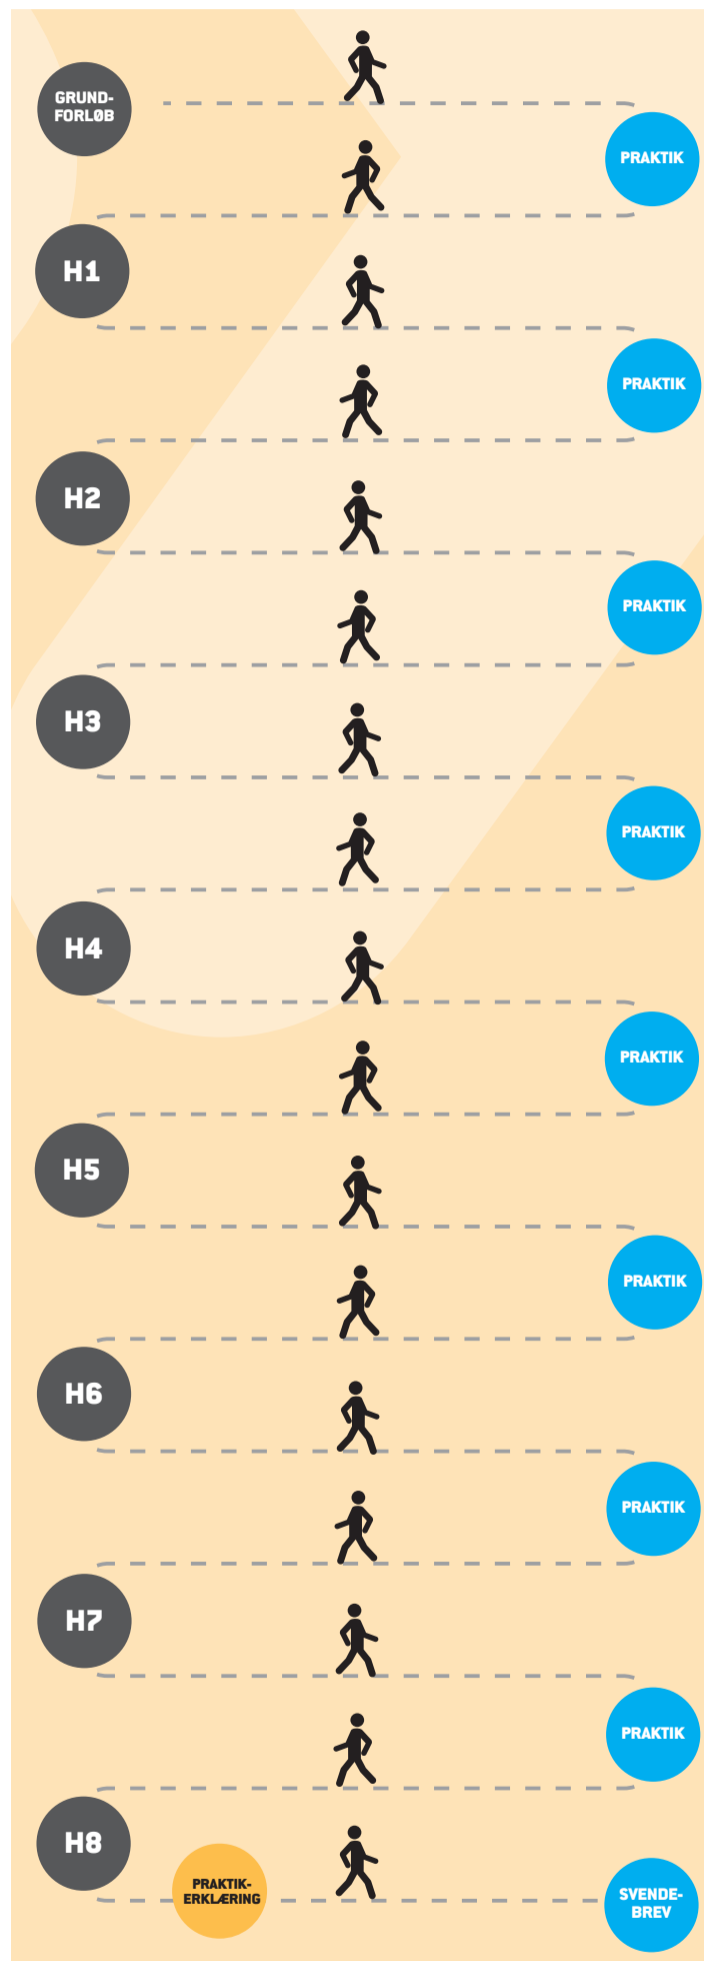 GRUND-
FORLØB
PRAKTIK
H1
PRAKTIK
H2
PRAKTIK
H3
PRAKTIK
H4
PRAKTIK
H5
PRAKTIK
H6
PRAKTIK
H7
PRAKTIK
H8
PRAKTIK-
ERKLÆRING
SVENDE-
BREV